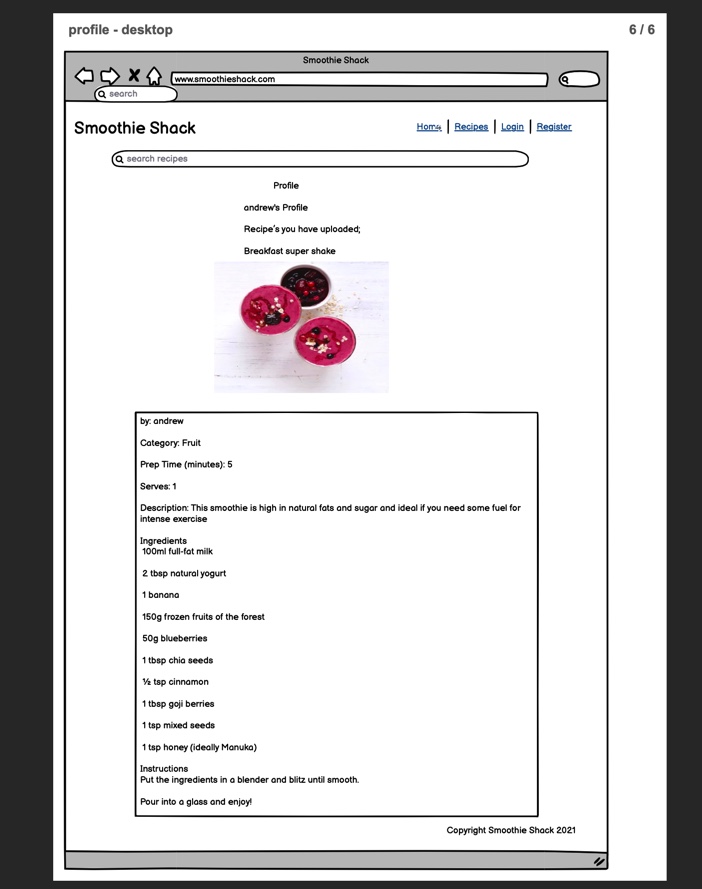 profile - desktop
6 / 6
Smoothie Shack
www.smoothieshack.com
search
Smoothie Shack
Home
Recipes
Login
Register
search recipes
Profile
andrew's Profile
Recipe's you have uploaded;
Breakfast super shake
by: andrew
Category: Fruit
Prep Time (minutes): 5
Serves: 1
Description: This smoothie is high in natural fats and sugar and ideal if you need some fuel for
intense exercise
Ingredients
100ml full-fat milk
2 tbsp natural yogurt
1 banana
150g frozen fruits of the forest
50g blueberries
1 tbsp chia seeds
½ tsp cinnamon
1 tbsp goji berries
1 tsp mixed seeds
1 tsp honey (ideally Manuka)
Instructions
Put the ingredients in a blender and blitz until smooth.
Pour into a glass and enjoy!
Copyright Smoothie Shack 2021